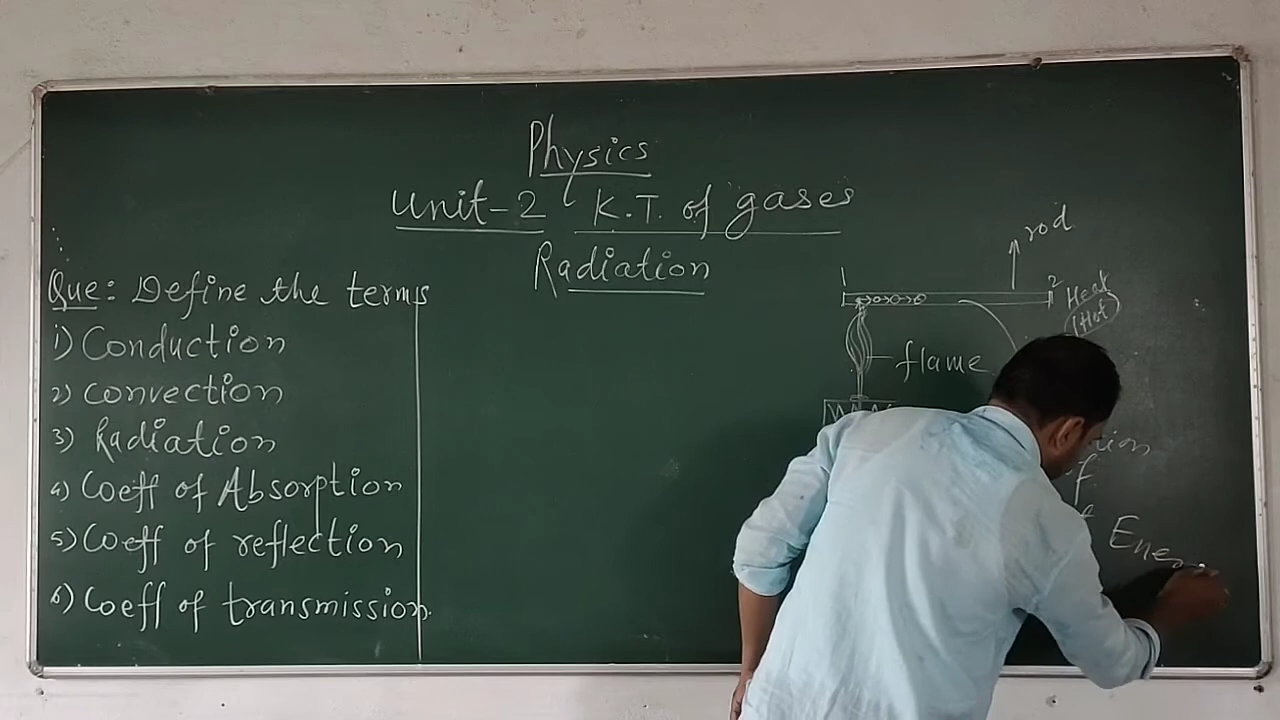 Physics
Unit-2 K.T. of gases
Radiation
Que: Define the terms
1) Conduction
2) Convection
3) Radiation
4) Coeff of Absorption
5) Coeff of reflection
6) Coeff of transmission.
rod
1
2
Heat
(Hot)
flame